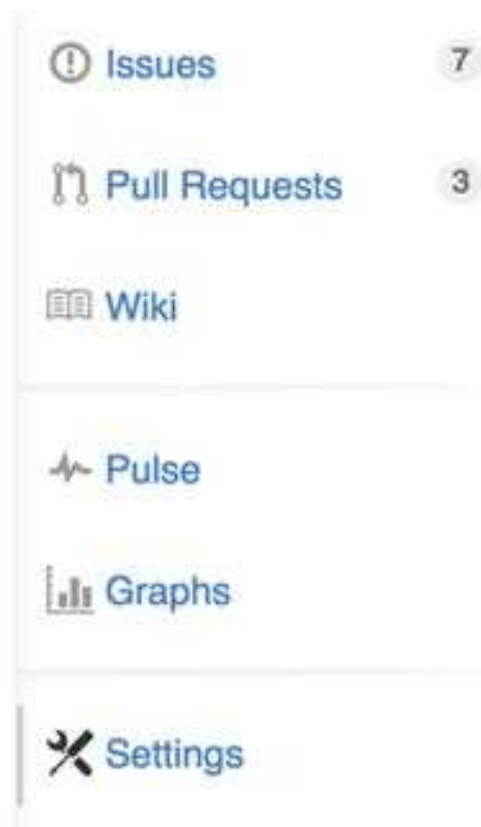 Issues 7
Pull Requests 3
Wiki
Pulse
Graphs
Settings